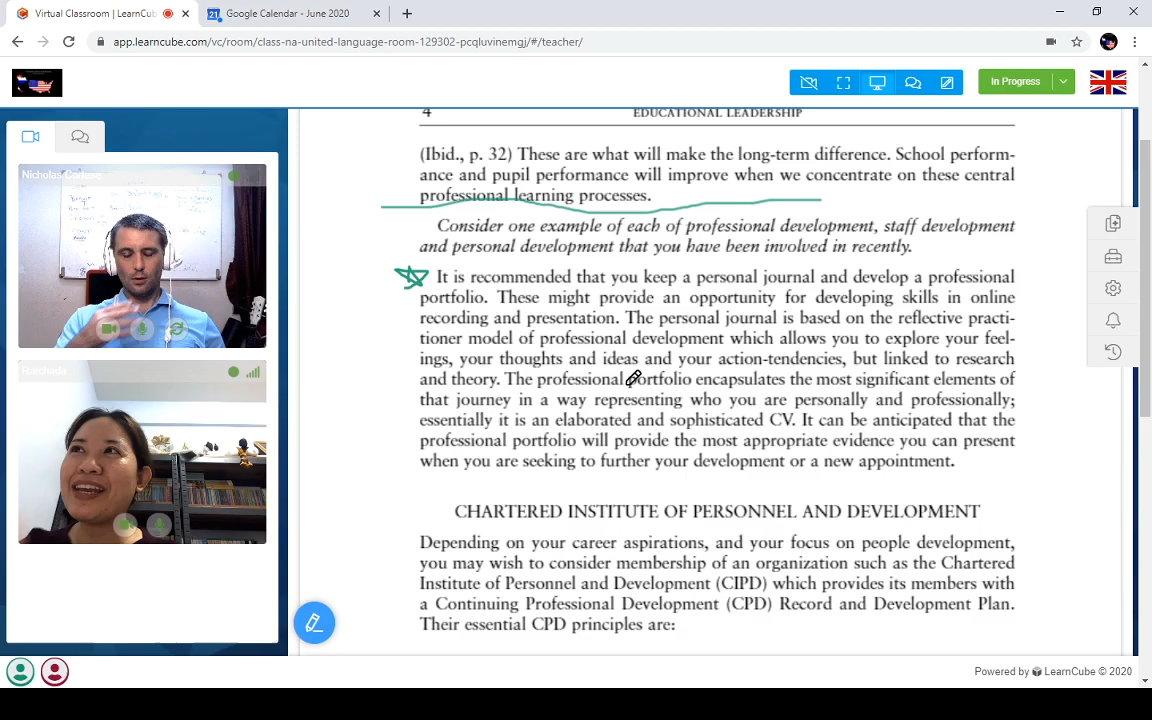 Virtual Classroom | LearnCub
Google Calendar - June 2020
app.learncube.com/vc/room/class-na-united-language-room-129302-pcqluvinemgj/#/teacher/
In Progress
Nicholas
Ratchada
4 EDUCATIONAL LEADERSHIP
(Ibid., p. 32) These are what will make the long-term difference. School perform-
ance and pupil performance will improve when we concentrate on these central
professional learning processes.
Consider one example of each of professional development, staff development
and personal development that you have been involved in recently.
It is recommended that you keep a personal journal and develop a professional
portfolio. These might provide an opportunity for developing skills in online
recording and presentation. The personal journal is based on the reflective practi-
tioner model of professional development which allows you to explore your feel-
ings, your thoughts and ideas and your action-tendencies, but linked to research
and theory. The professional portfolio encapsulates the most significant elements of
that journey in a way representing who you are personally and professionally;
essentially it is an elaborated and sophisticated CV. It can be anticipated that the
professional portfolio will provide the most appropriate evidence you can present
when you are seeking to further your development or a new appointment.
CHARTERED INSTITUTE OF PERSONNEL AND DEVELOPMENT
Depending on your career aspirations, and your focus on people development,
you may wish to consider membership of an organization such as the Chartered
Institute of Personnel and Development (CIPD) which provides its members with
a Continuing Professional Development (CPD) Record and Development Plan.
Their essential CPD principles are:
Powered by LearnCube © 2020